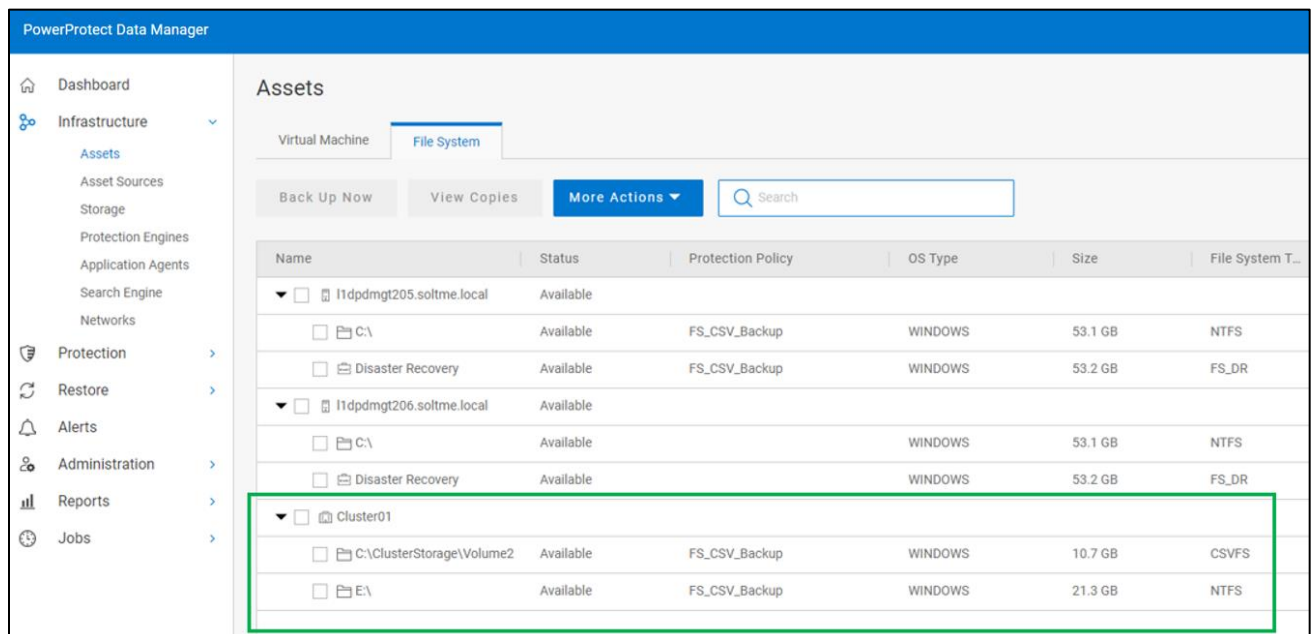 PowerProtect Data Manager
Dashboard
Infrastructure
Assets
Asset Sources
Storage
Protection Engines
Application Agents
Search Engine
Networks
Protection
Restore
Alerts
Administration
Reports
Jobs
Assets
Virtual Machine File System
Back Up Now View Copies More Actions Search
Name Status Protection Policy OS Type Size File System T...
l1dpdmgt205.soltme.local Available
C:\ Available FS_CSV_Backup WINDOWS 53.1 GB NTFS
Disaster Recovery Available FS_CSV_Backup WINDOWS 53.2 GB FS_DR
l1dpdmgt206.soltme.local Available
C:\ Available WINDOWS 53.1 GB NTFS
Disaster Recovery Available WINDOWS 53.2 GB FS_DR
Cluster01
C:\ClusterStorage\Volume2 Available FS_CSV_Backup WINDOWS 10.7 GB CSVFS
E:\ Available FS_CSV_Backup WINDOWS 21.3 GB NTFS